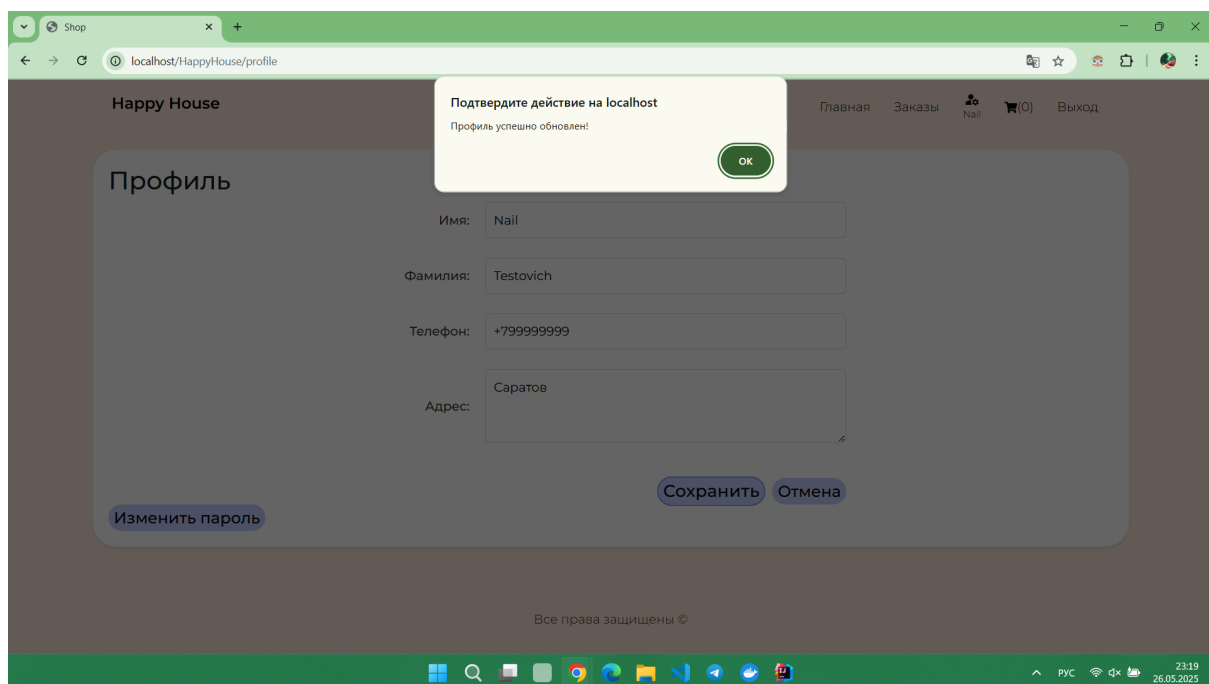 Shop
localhost/HappyHouse/profile
Happy House
Главная Заказы Nail (0) Выход
Подтвердите действие на localhost
Профиль успешно обновлен!
ОК
Профиль
Имя: Nail
Фамилия: Testovich
Телефон: +799999999
Адрес: Саратов
Сохранить Отмена
Изменить пароль
Все права защищены ©
РУС 23:19
26.05.2025